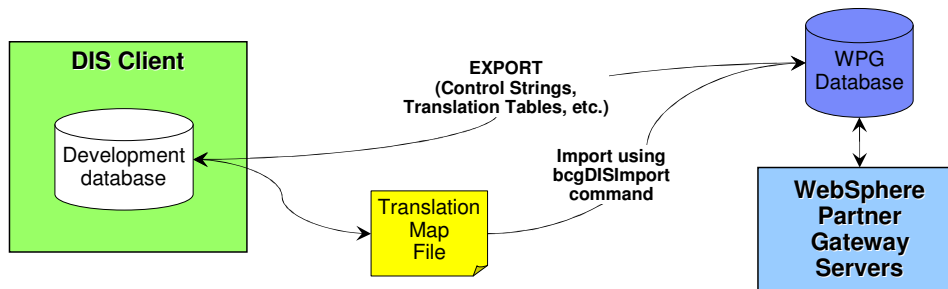 DIS Client
Development
database
EXPORT
(Control Strings,
Translation Tables, etc.)
Translation
Map
File
Import using
bcgDISImport
command
WPG
Database
WebSphere
Partner
Gateway
Servers